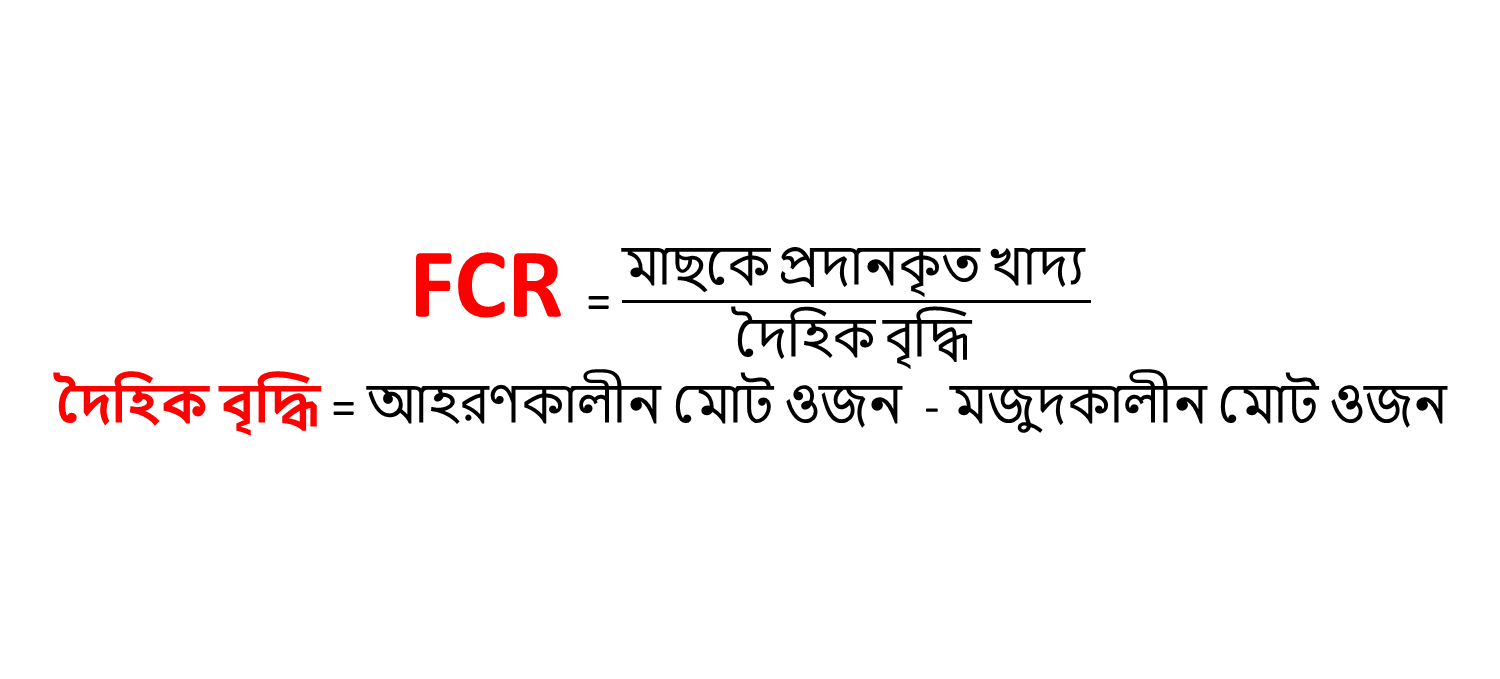 FCR = মাছকে প্রদানকৃত খাদ্য
দৈহিক বৃদ্ধি
দৈহিক বৃদ্ধি = আহরণকালীন মোট ওজন - মজুদকালীন মোট ওজন